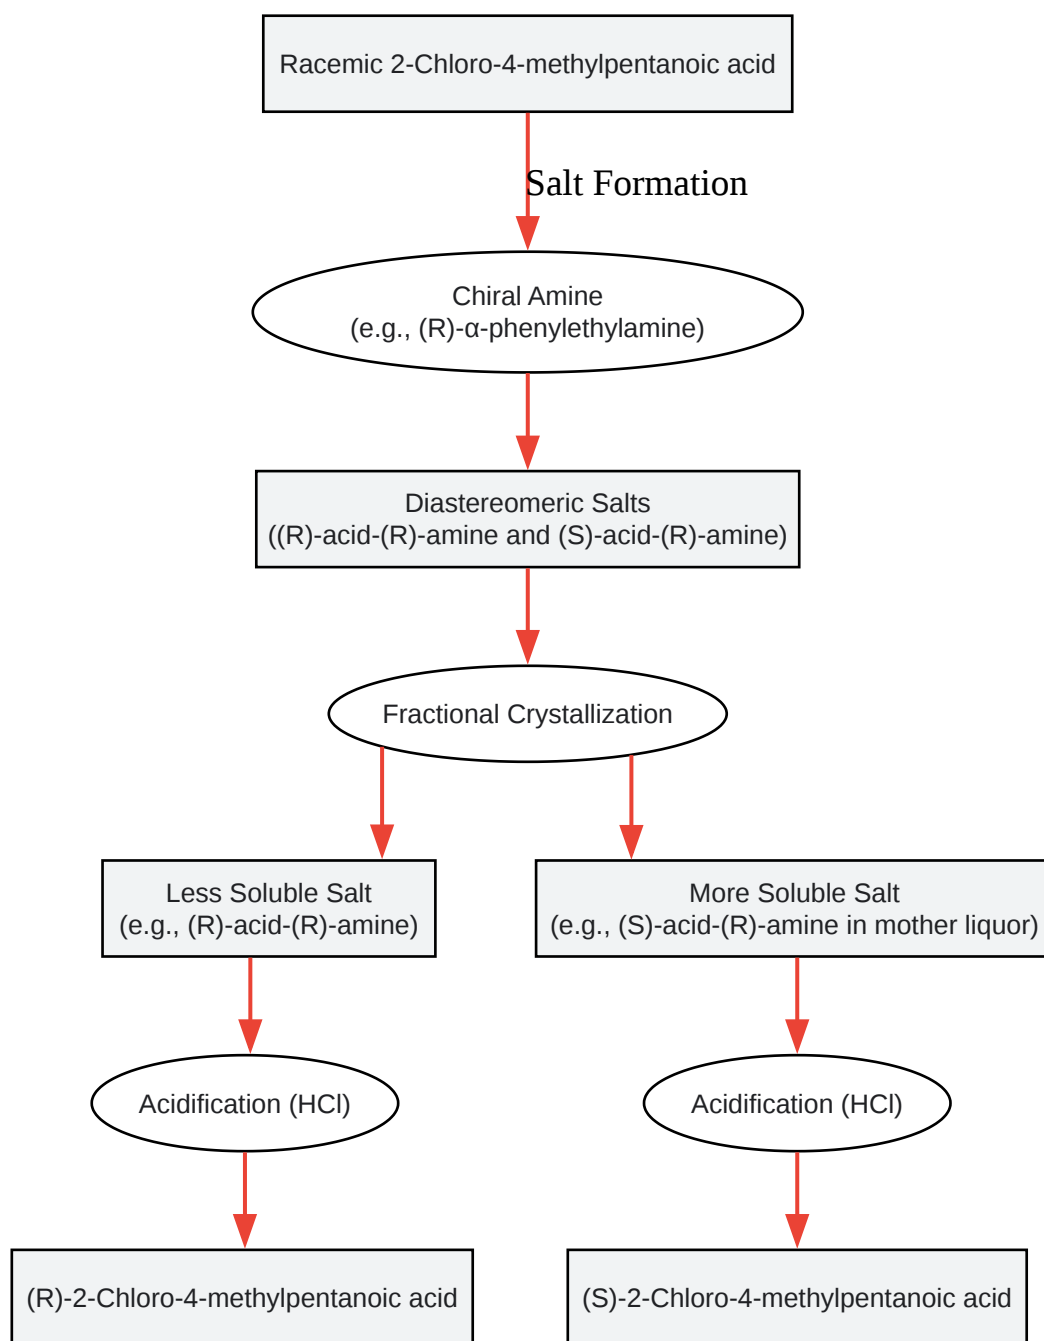 Racemic 2-Chloro-4-methylpentanoic acid
Salt Formation
Chiral Amine
(e.g., (R)-α-phenylethylamine)
Diastereomeric Salts
((R)-acid-(R)-amine and (S)-acid-(R)-amine)
Fractional Crystallization
Less Soluble Salt
(e.g., (R)-acid-(R)-amine)
More Soluble Salt
(e.g., (S)-acid-(R)-amine in mother liquor)
Acidification (HCl)
Acidification (HCl)
(R)-2-Chloro-4-methylpentanoic acid
(S)-2-Chloro-4-methylpentanoic acid